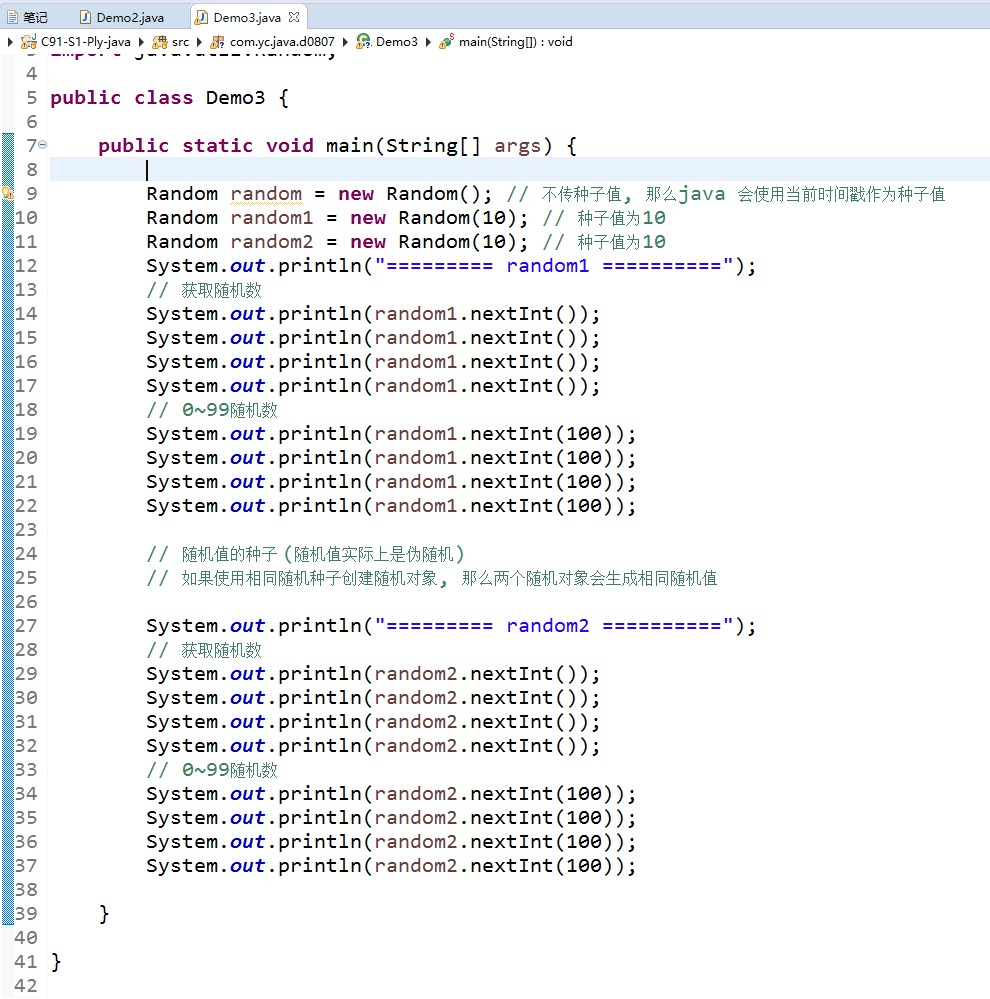 笔记 Demo2.java Demo3.java
C91-S1-Ply-java src com.yc.java.d0807 Demo3 main(String[]) : void
3 import java.util.Random;
4
5 public class Demo3 {
6
7 public static void main(String[] args) {
8
9 Random random = new Random(); // 不传种子值, 那么java 会使用当前时间戳作为种子值
10 Random random1 = new Random(10); // 种子值为10
11 Random random2 = new Random(10); // 种子值为10
12 System.out.println("========= random1 ==========");
13 // 获取随机数
14 System.out.println(random1.nextInt());
15 System.out.println(random1.nextInt());
16 System.out.println(random1.nextInt());
17 System.out.println(random1.nextInt());
18 // 0~99随机数
19 System.out.println(random1.nextInt(100));
20 System.out.println(random1.nextInt(100));
21 System.out.println(random1.nextInt(100));
22 System.out.println(random1.nextInt(100));
23
24 // 随机值的种子(随机值实际上是伪随机)
25 // 如果使用相同随机种子创建随机对象, 那么两个随机对象会生成相同随机值
26
27 System.out.println("========= random2 ==========");
28 // 获取随机数
29 System.out.println(random2.nextInt());
30 System.out.println(random2.nextInt());
31 System.out.println(random2.nextInt());
32 System.out.println(random2.nextInt());
33 // 0~99随机数
34 System.out.println(random2.nextInt(100));
35 System.out.println(random2.nextInt(100));
36 System.out.println(random2.nextInt(100));
37 System.out.println(random2.nextInt(100));
38
39 }
40
41 }
42